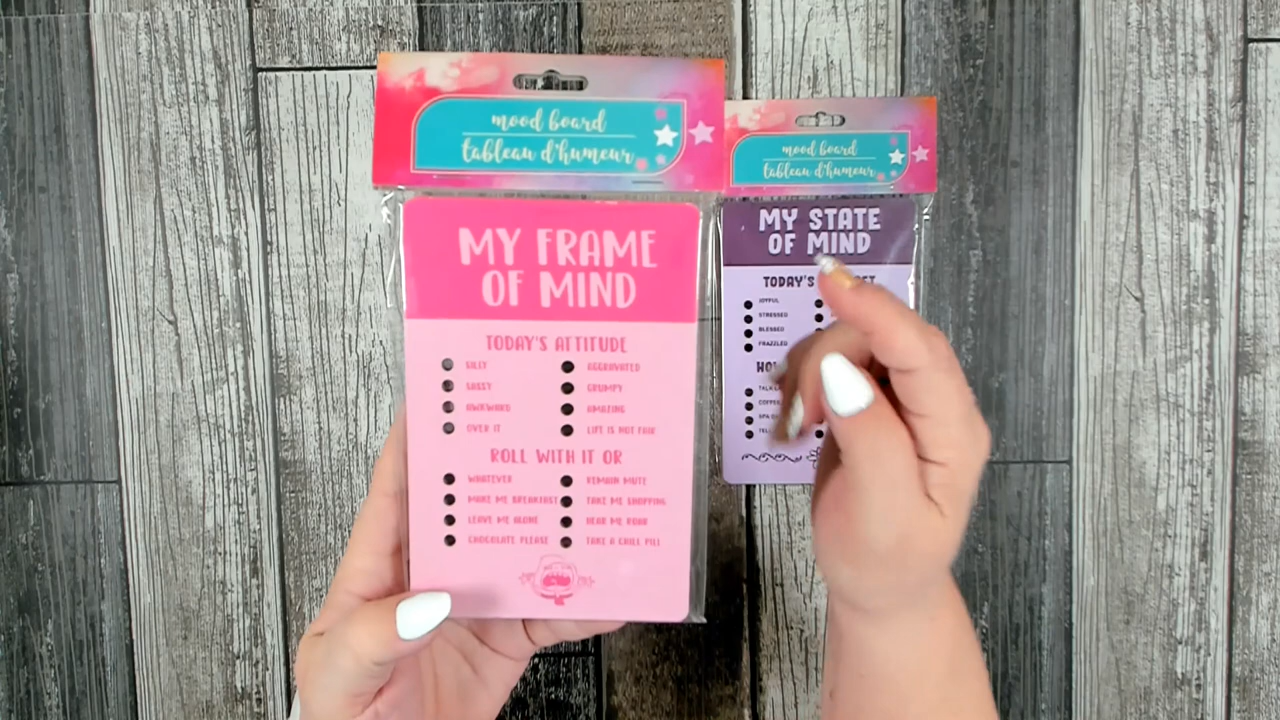 mood board
tableau d'humeur
MY FRAME
OF MIND
TODAY'S ATTITUDE
SILLY
SASSY
AWKWARD
OVER IT
AGGRAVATED
GRUMPY
AMAZING
LIFE IS NOT FAIR
ROLL WITH IT OR
WHATEVER
MAKE ME BREAKFAST
LEAVE ME ALONE
CHOCOLATE PLEASE
REMAIN MUTE
TAKE ME SHOPPING
HEAR ME ROAR
TAKE A CHILL PILL
mood board
tableau d'humeur
MY STATE
OF MIND
TODAY'S
JOYFUL
STRESSED
BLESSED
FRAZZLED